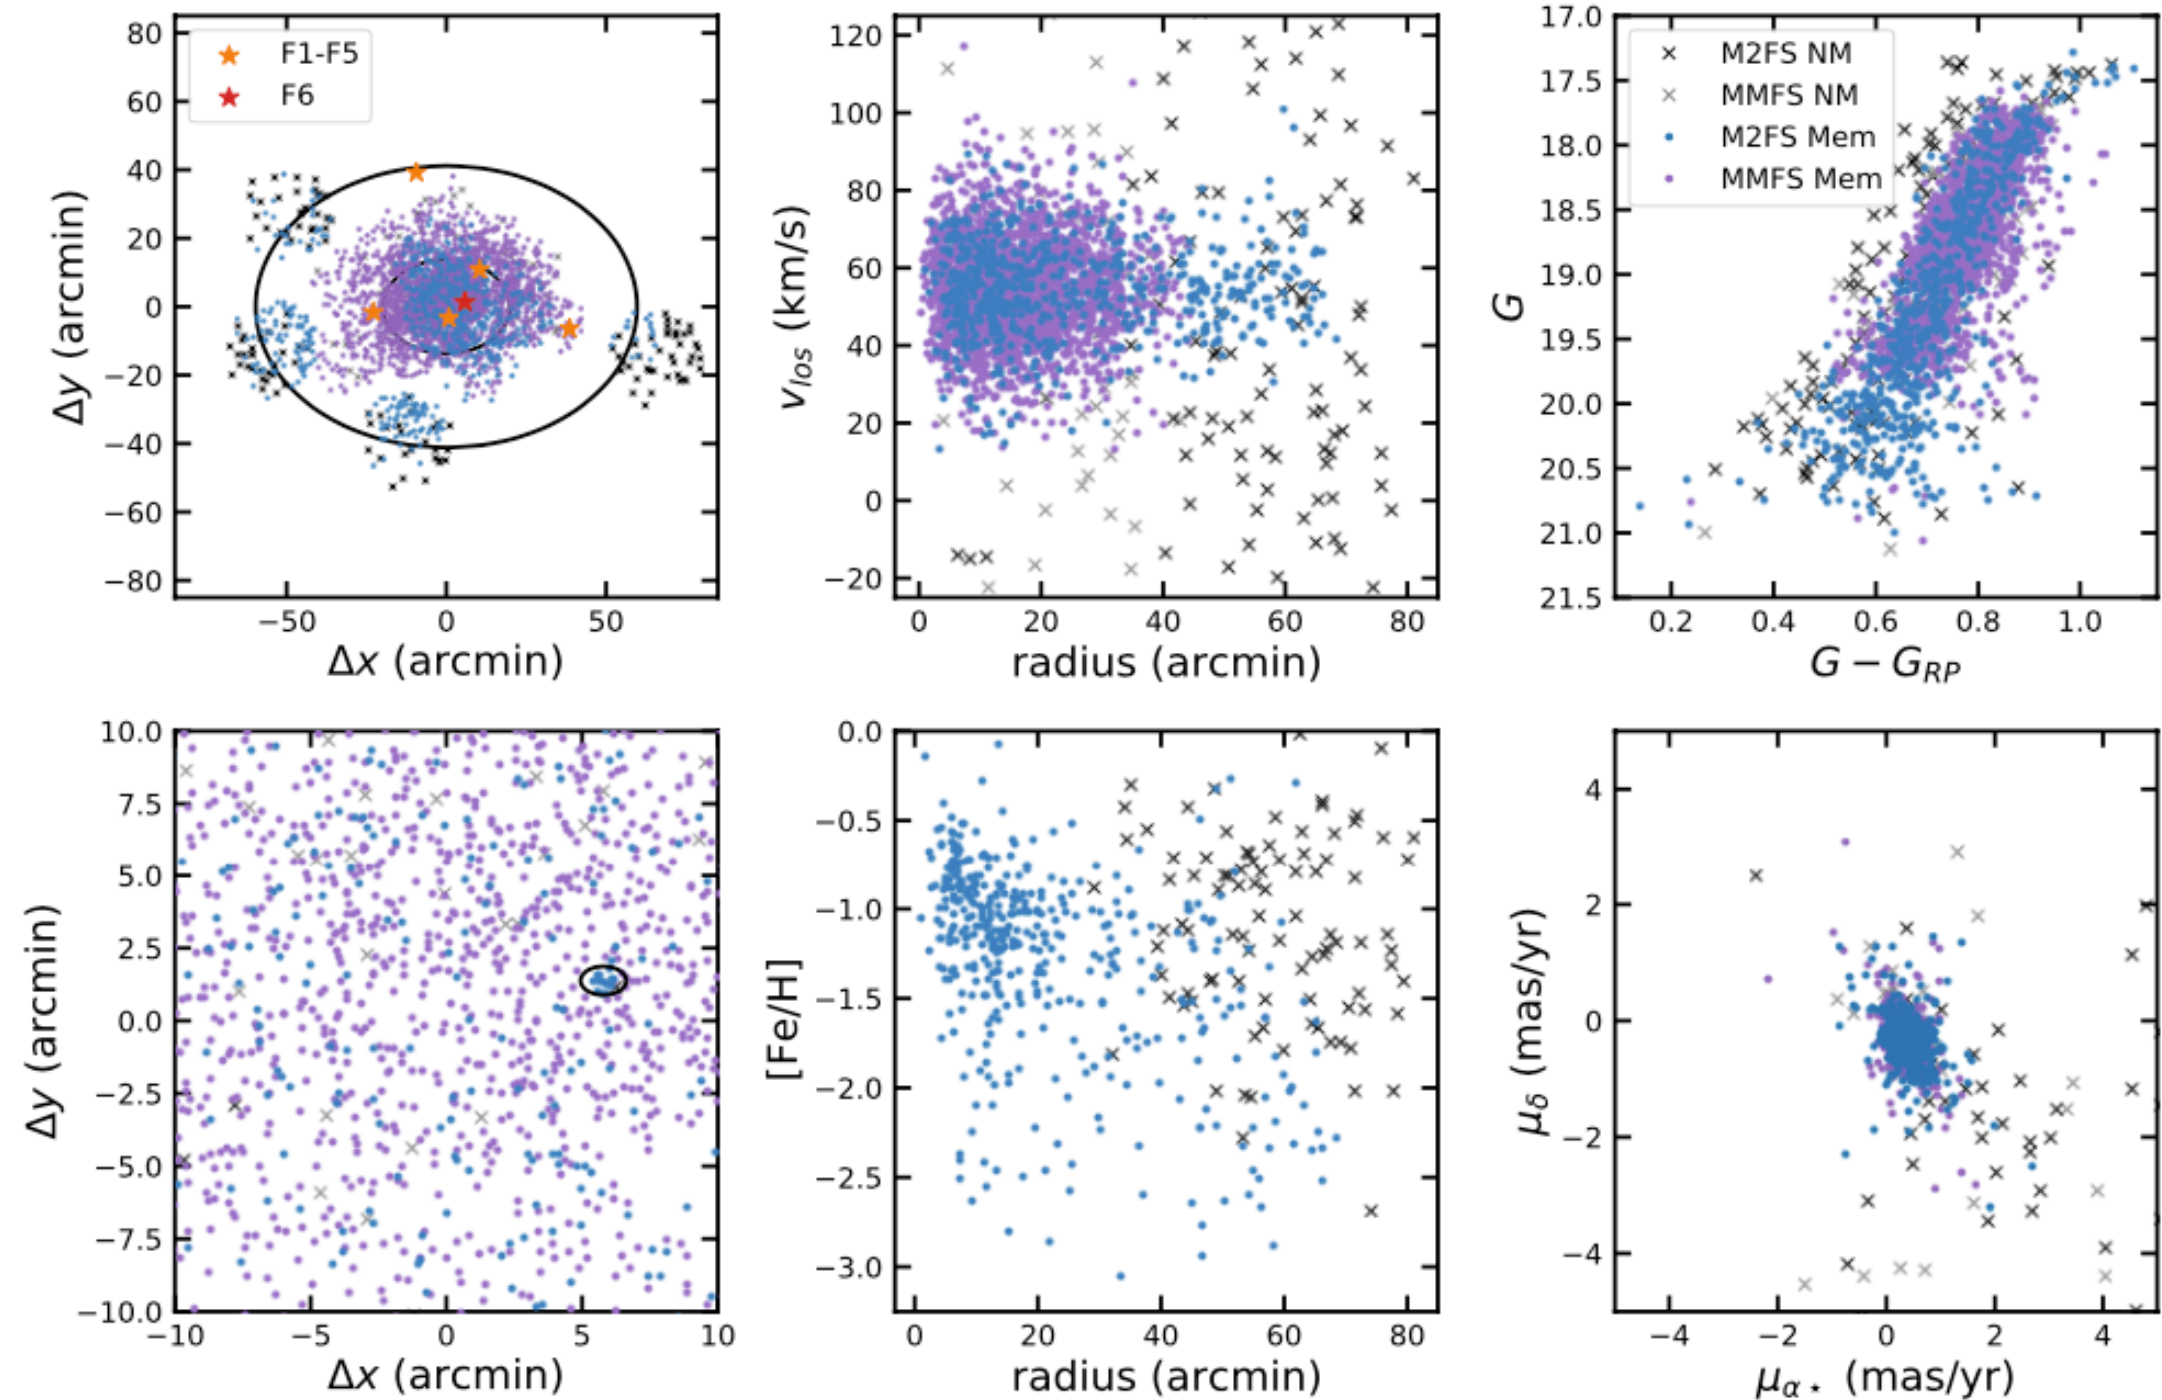 80
60
40
20
0
−20
−40
−60
−80
Δy (arcmin)
F1-F5
F6
−50 0 50
Δx (arcmin)
120
100
80
60
40
20
0
−20
v_los (km/s)
0 20 40 60 80
radius (arcmin)
17.0
17.5
18.0
18.5
19.0
19.5
20.0
20.5
21.0
21.5
G
M2FS NM
MMFS NM
M2FS Mem
MMFS Mem
0.2 0.4 0.6 0.8 1.0
G − G_RP
10.0
7.5
5.0
2.5
0.0
−2.5
−5.0
−7.5
−10.0
Δy (arcmin)
−10 −5 0 5 10
Δx (arcmin)
0.0
−0.5
−1.0
−1.5
−2.0
−2.5
−3.0
[Fe/H]
0 20 40 60 80
radius (arcmin)
4
2
0
−2
−4
μ_δ (mas/yr)
−4 −2 0 2 4
μ_α⋆ (mas/yr)